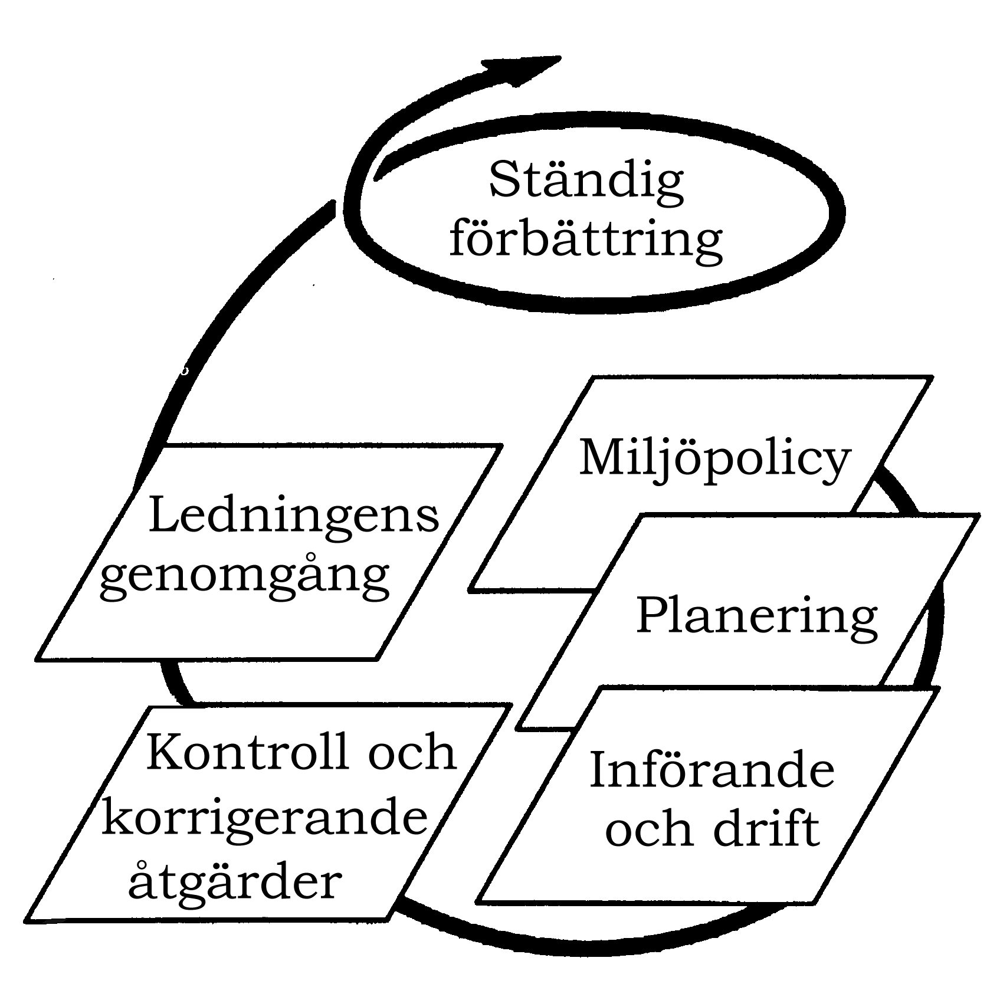 Ständig
förbättring
Miljöpolicy
Planering
Införande
och drift
Kontroll och
korrigerande
åtgärder
Ledningens
genomgång